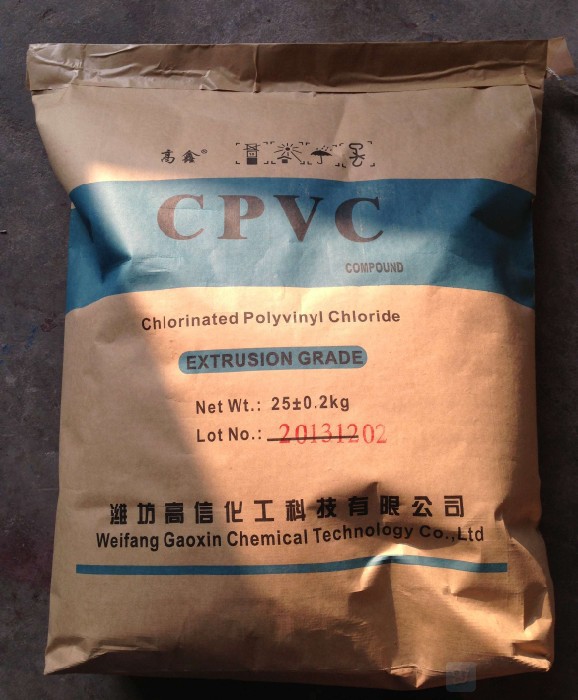 高鑫®
CPVC
COMPOUND
Chlorinated Polyvinyl Chloride
EXTRUSION GRADE
Net Wt.: 25±0.2kg
Lot No.: 20131202
潍坊高信化工科技有限公司
Weifang Gaoxin Chemical Technology Co.,Ltd